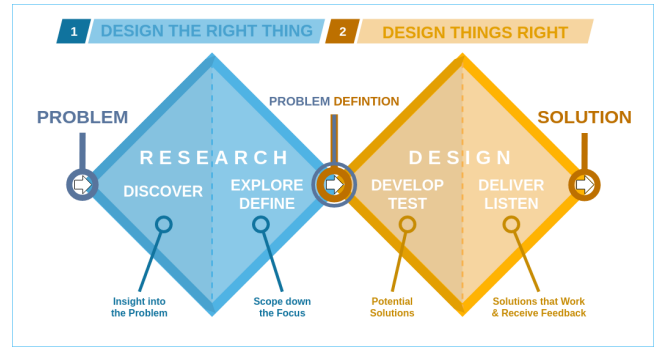 1 DESIGN THE RIGHT THING 2 DESIGN THINGS RIGHT
PROBLEM DEFINTION
PROBLEM SOLUTION
RESEARCH DESIGN
DISCOVER EXPLORE DEVELOP DELIVER
DEFINE TEST LISTEN
Insight into Scope down Potential Solutions that Work
the Problem the Focus Solutions & Receive Feedback